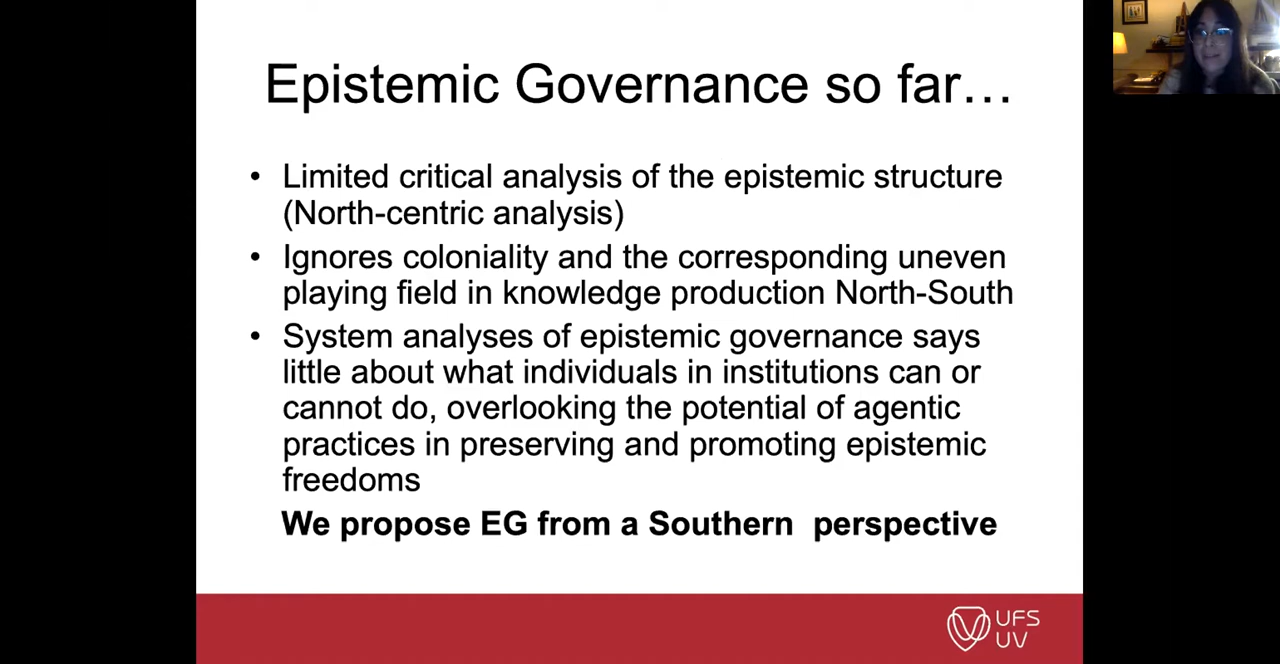 Epistemic Governance so far…
• Limited critical analysis of the epistemic structure
(North-centric analysis)
• Ignores coloniality and the corresponding uneven
playing field in knowledge production North-South
• System analyses of epistemic governance says
little about what individuals in institutions can or
cannot do, overlooking the potential of agentic
practices in preserving and promoting epistemic
freedoms
We propose EG from a Southern  perspective
UFS
UV